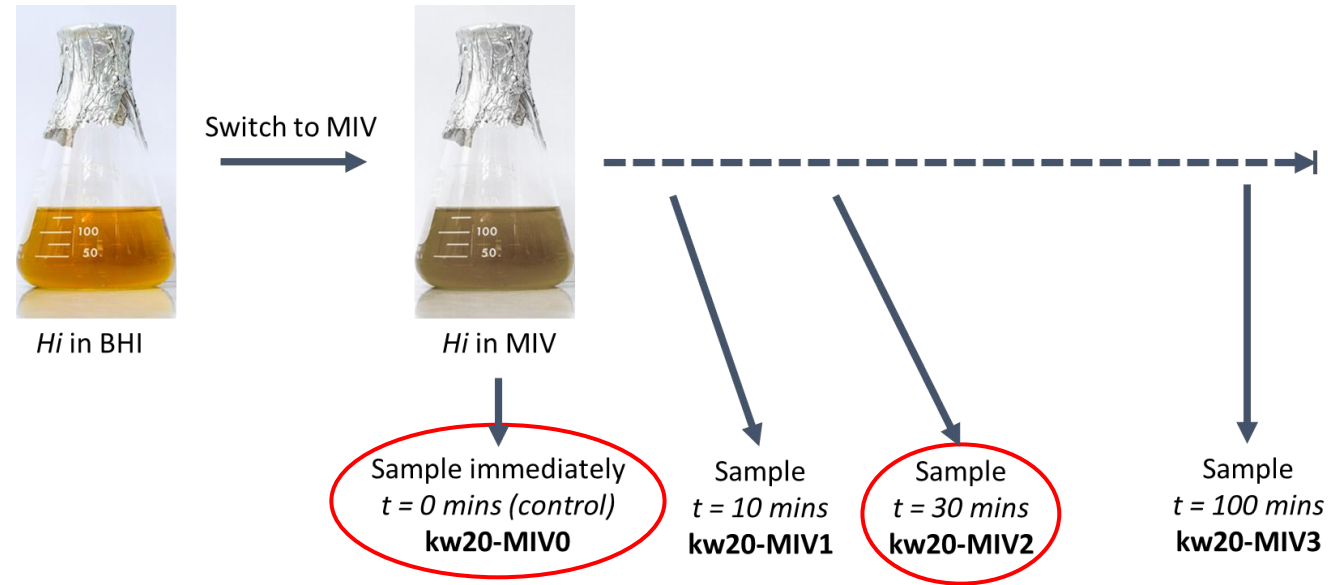 Switch to MIV
100
50
100
50
Hi in BHI
Hi in MIV
Sample immediately
t = 0 mins (control)
kw20-MIV0
Sample
t = 10 mins
kw20-MIV1
Sample
t = 30 mins
kw20-MIV2
Sample
t = 100 mins
kw20-MIV3